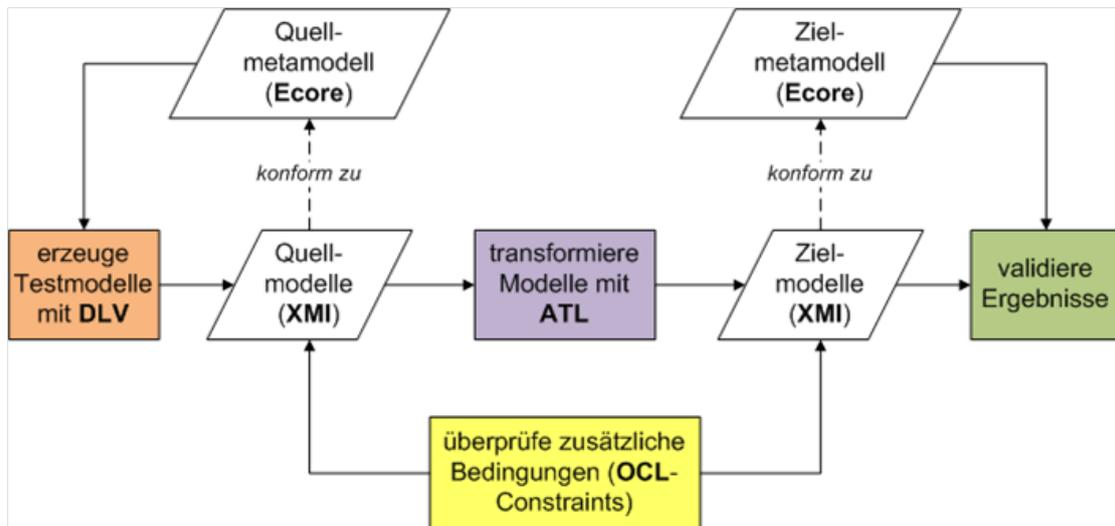 Quell-
metamodell
(Ecore)
Ziel-
metamodell
(Ecore)
konform zu
konform zu
erzeuge
Testmodelle
mit DLV
Quell-
modelle
(XMI)
transformiere
Modelle mit
ATL
Ziel-
modelle
(XMI)
validiere
Ergebnisse
überprüfe zusätzliche
Bedingungen (OCL-
Constraints)